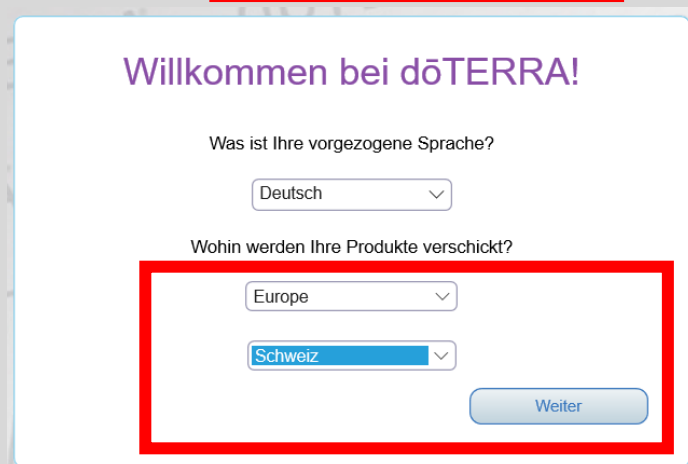 Willkommen bei dōTERRA!
Was ist Ihre vorgezogene Sprache?
Deutsch
Wohin werden Ihre Produkte verschickt?
Europe
Schweiz
Weiter